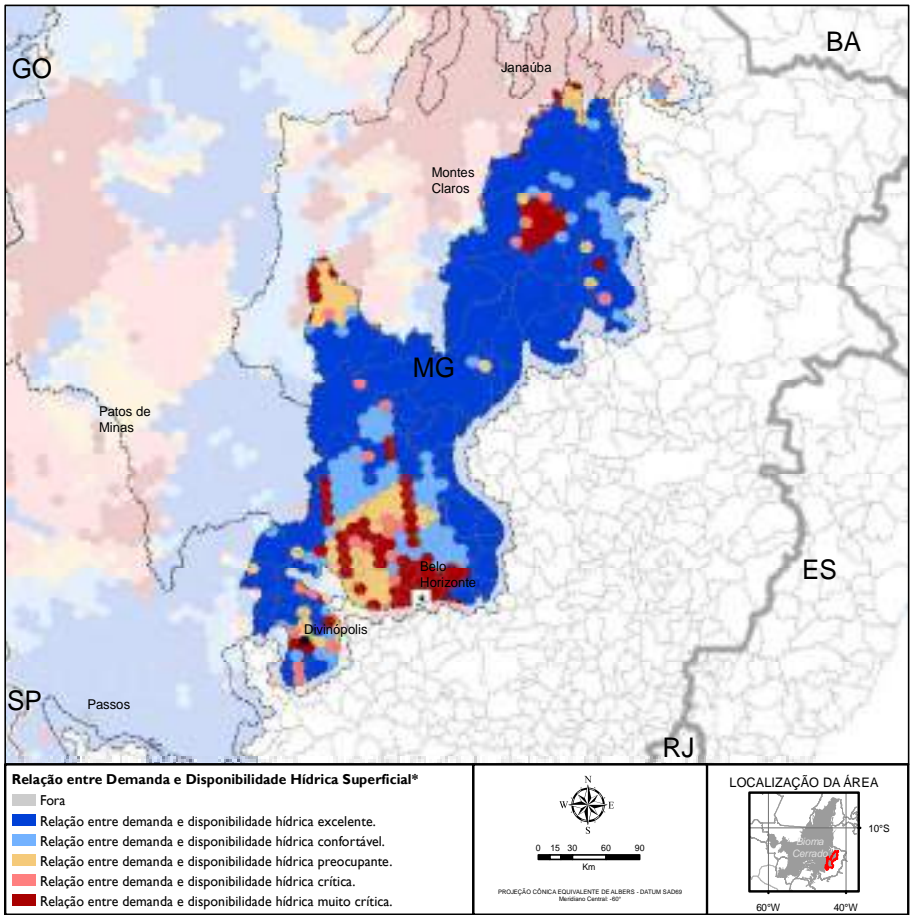 GO
BA
Janaúba
Montes
Claros
MG
Patos de
Minas
ES
Belo
Horizonte
Divinópolis
SP
Passos
RJ
Relação entre Demanda e Disponibilidade Hídrica Superficial*
Fora
Relação entre demanda e disponibilidade hídrica excelente.
Relação entre demanda e disponibilidade hídrica confortável.
Relação entre demanda e disponibilidade hídrica preocupante.
Relação entre demanda e disponibilidade hídrica crítica.
Relação entre demanda e disponibilidade hídrica muito crítica.
N
W E
S
0 15 30 60 90
Km
PROJEÇÃO CÔNICA EQUIVALENTE DE ALBERS - DATUM SAD69
Meridiano Central: -60°
LOCALIZAÇÃO DA ÁREA
10°S
Bioma
Cerrado
60°W 40°W